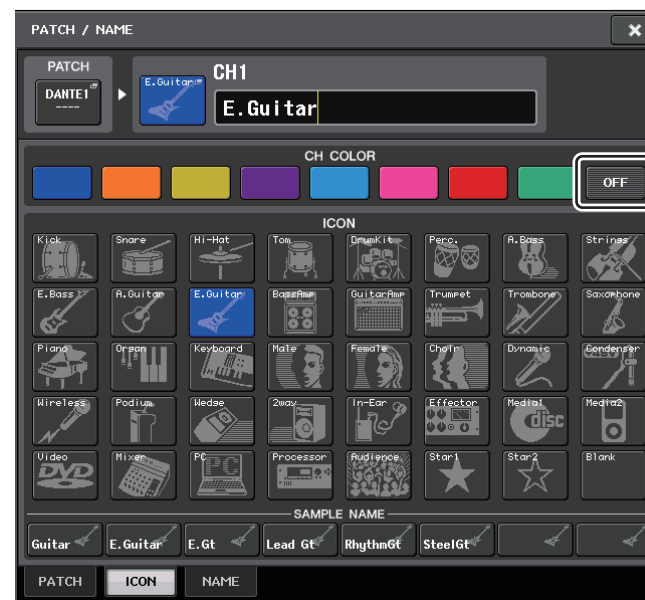 PATCH / NAME
PATCH
DANTE1
----
E.Guitar
CH1
E.Guitar
CH COLOR
OFF
ICON
Kick Snare Hi-Hat Tom DrumKit Perc. A.Bass Strings
E.Bass A.Guitar E.Guitar BassAmp GuitarAmp Trumpet Trombone Saxophone
Piano Organ Keyboard Male Female Choir Dynamic Condenser
Wireless Podium Wedge 2way In-Ear Effector Media1 Media2
disc
Video Mixer PC Processor Audience Star1 Star2 Blank
DVD PC
SAMPLE NAME
Guitar E.Guitar E.Gt Lead Gt RhythmGt SteelGt
PATCH ICON NAME